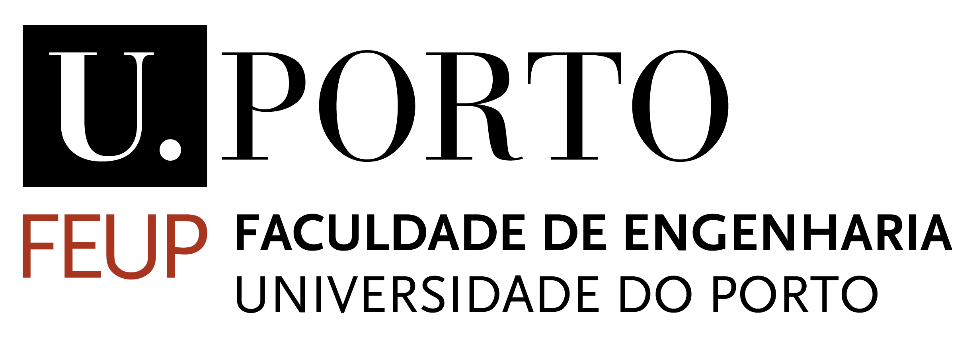 U. PORTO
FEUP FACULDADE DE ENGENHARIA
UNIVERSIDADE DO PORTO